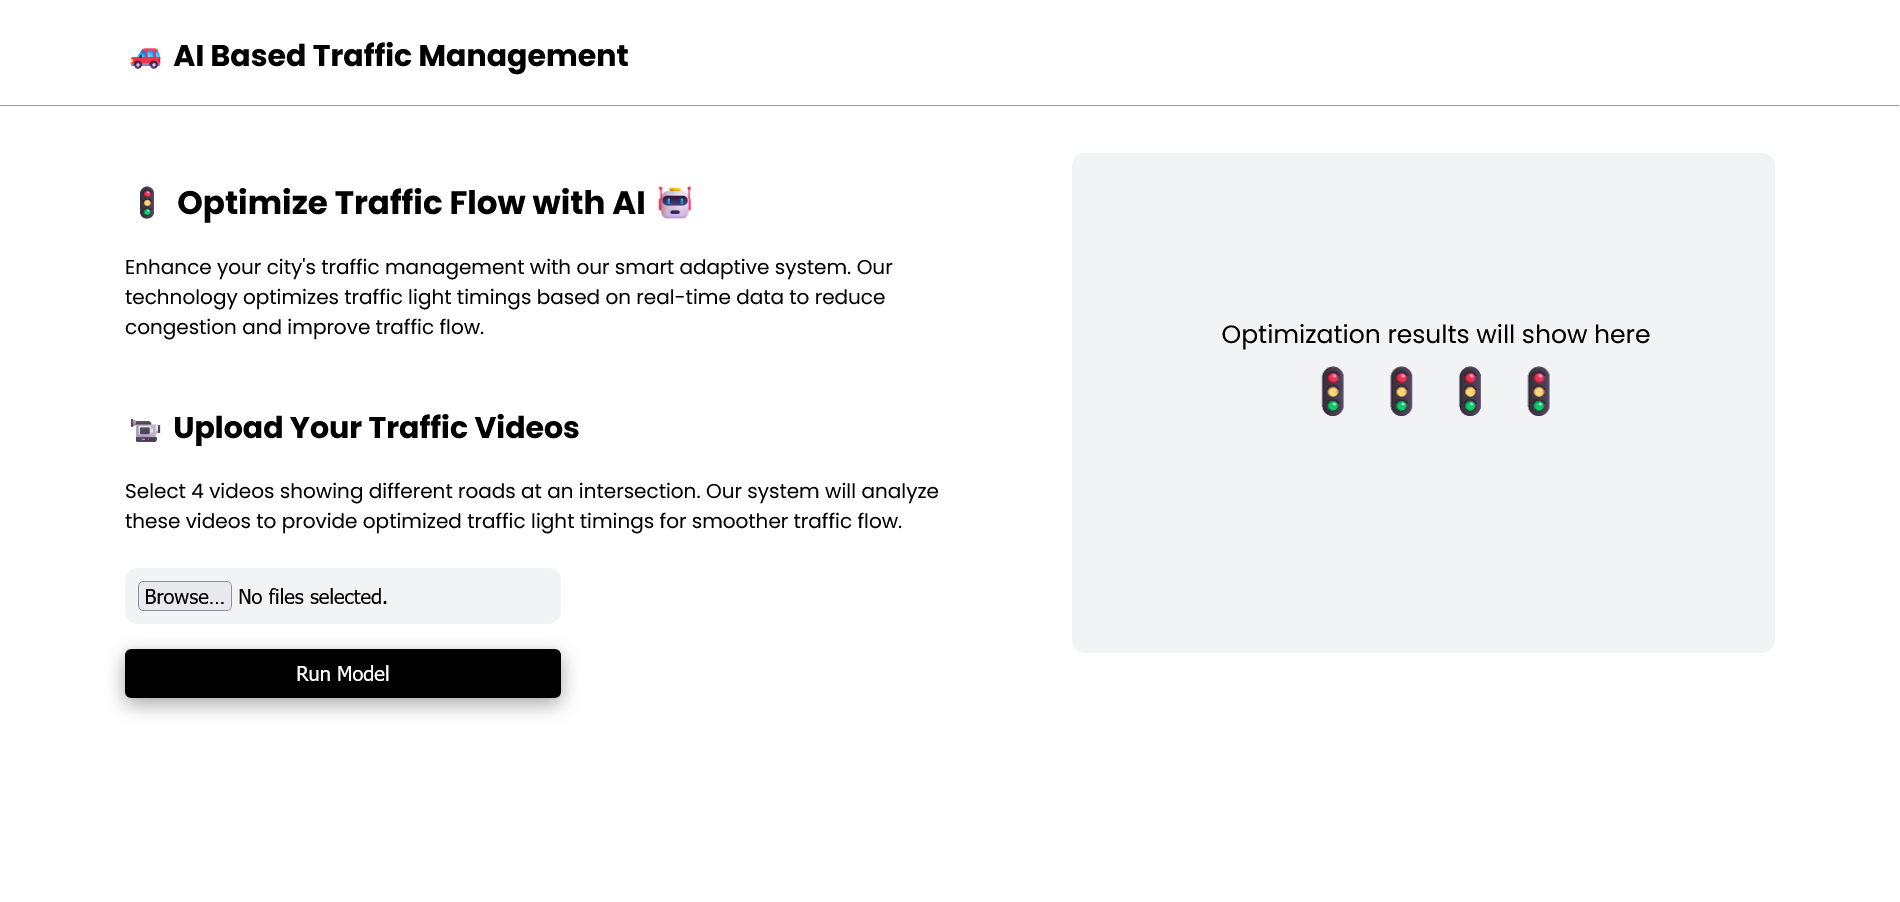 AI Based Traffic Management
Optimize Traffic Flow with AI
Enhance your city's traffic management with our smart adaptive system. Our
technology optimizes traffic light timings based on real-time data to reduce
congestion and improve traffic flow.
Upload Your Traffic Videos
Select 4 videos showing different roads at an intersection. Our system will analyze
these videos to provide optimized traffic light timings for smoother traffic flow.
Browse... No files selected.
Run Model
Optimization results will show here